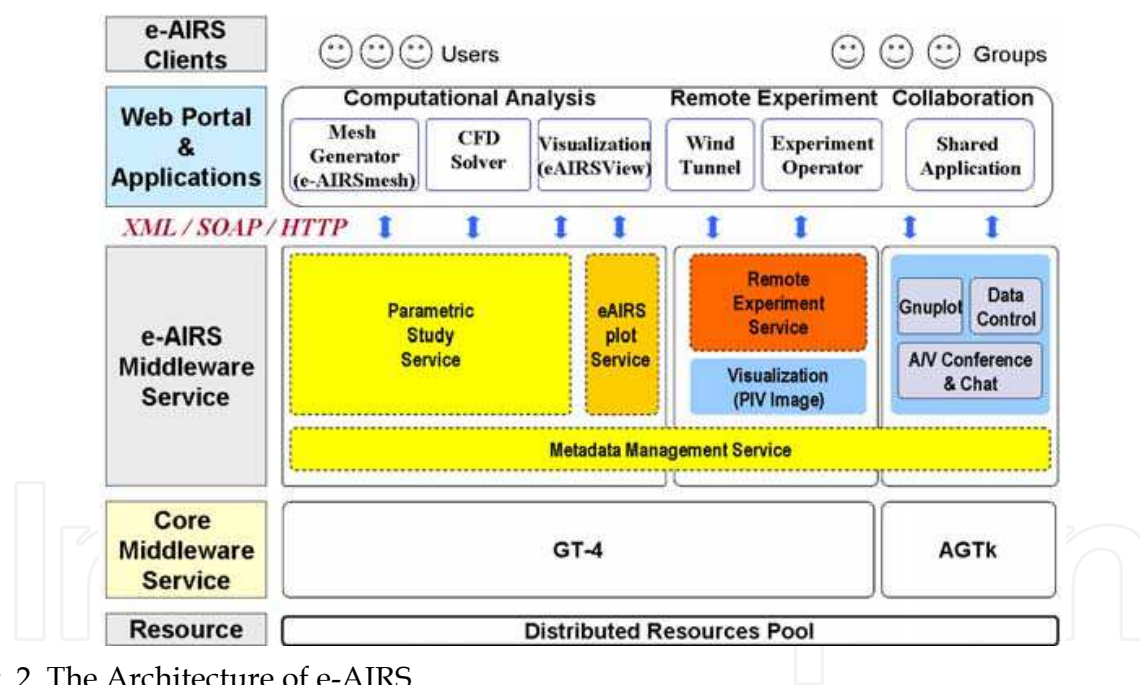 e-AIRS
Clients
Users
Groups
Web Portal
&
Applications
Computational Analysis
Remote Experiment
Collaboration
Mesh
Generator
(e-AIRSmesh)
CFD
Solver
Visualization
(eAIRSView)
Wind
Tunnel
Experiment
Operator
Shared
Application
XML / SOAP / HTTP
e-AIRS
Middleware
Service
Parametric
Study
Service
eAIRS
plot
Service
Remote
Experiment
Service
Visualization
(PIV Image)
Gnuplot
Data
Control
A/V Conference
& Chat
Metadata Management Service
Core
Middleware
Service
GT-4
AGTk
Resource
Distributed Resources Pool
. 2. The Architecture of e-AIRS